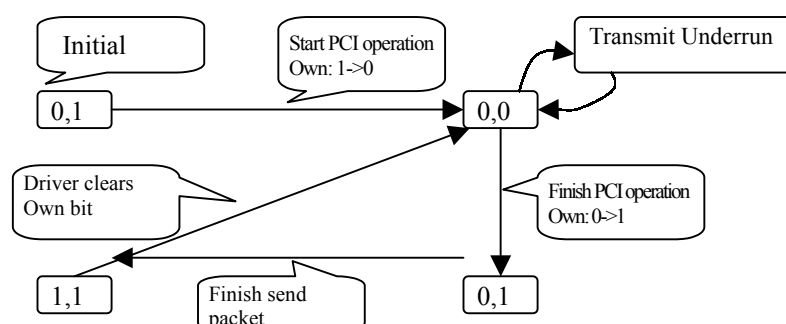 Initial
Start PCI operation
Own: 1->0
Transmit Underrun
0,1
0,0
Driver clears
Own bit
Finish PCI operation
Own: 0->1
1,1
Finish send
packet
0,1